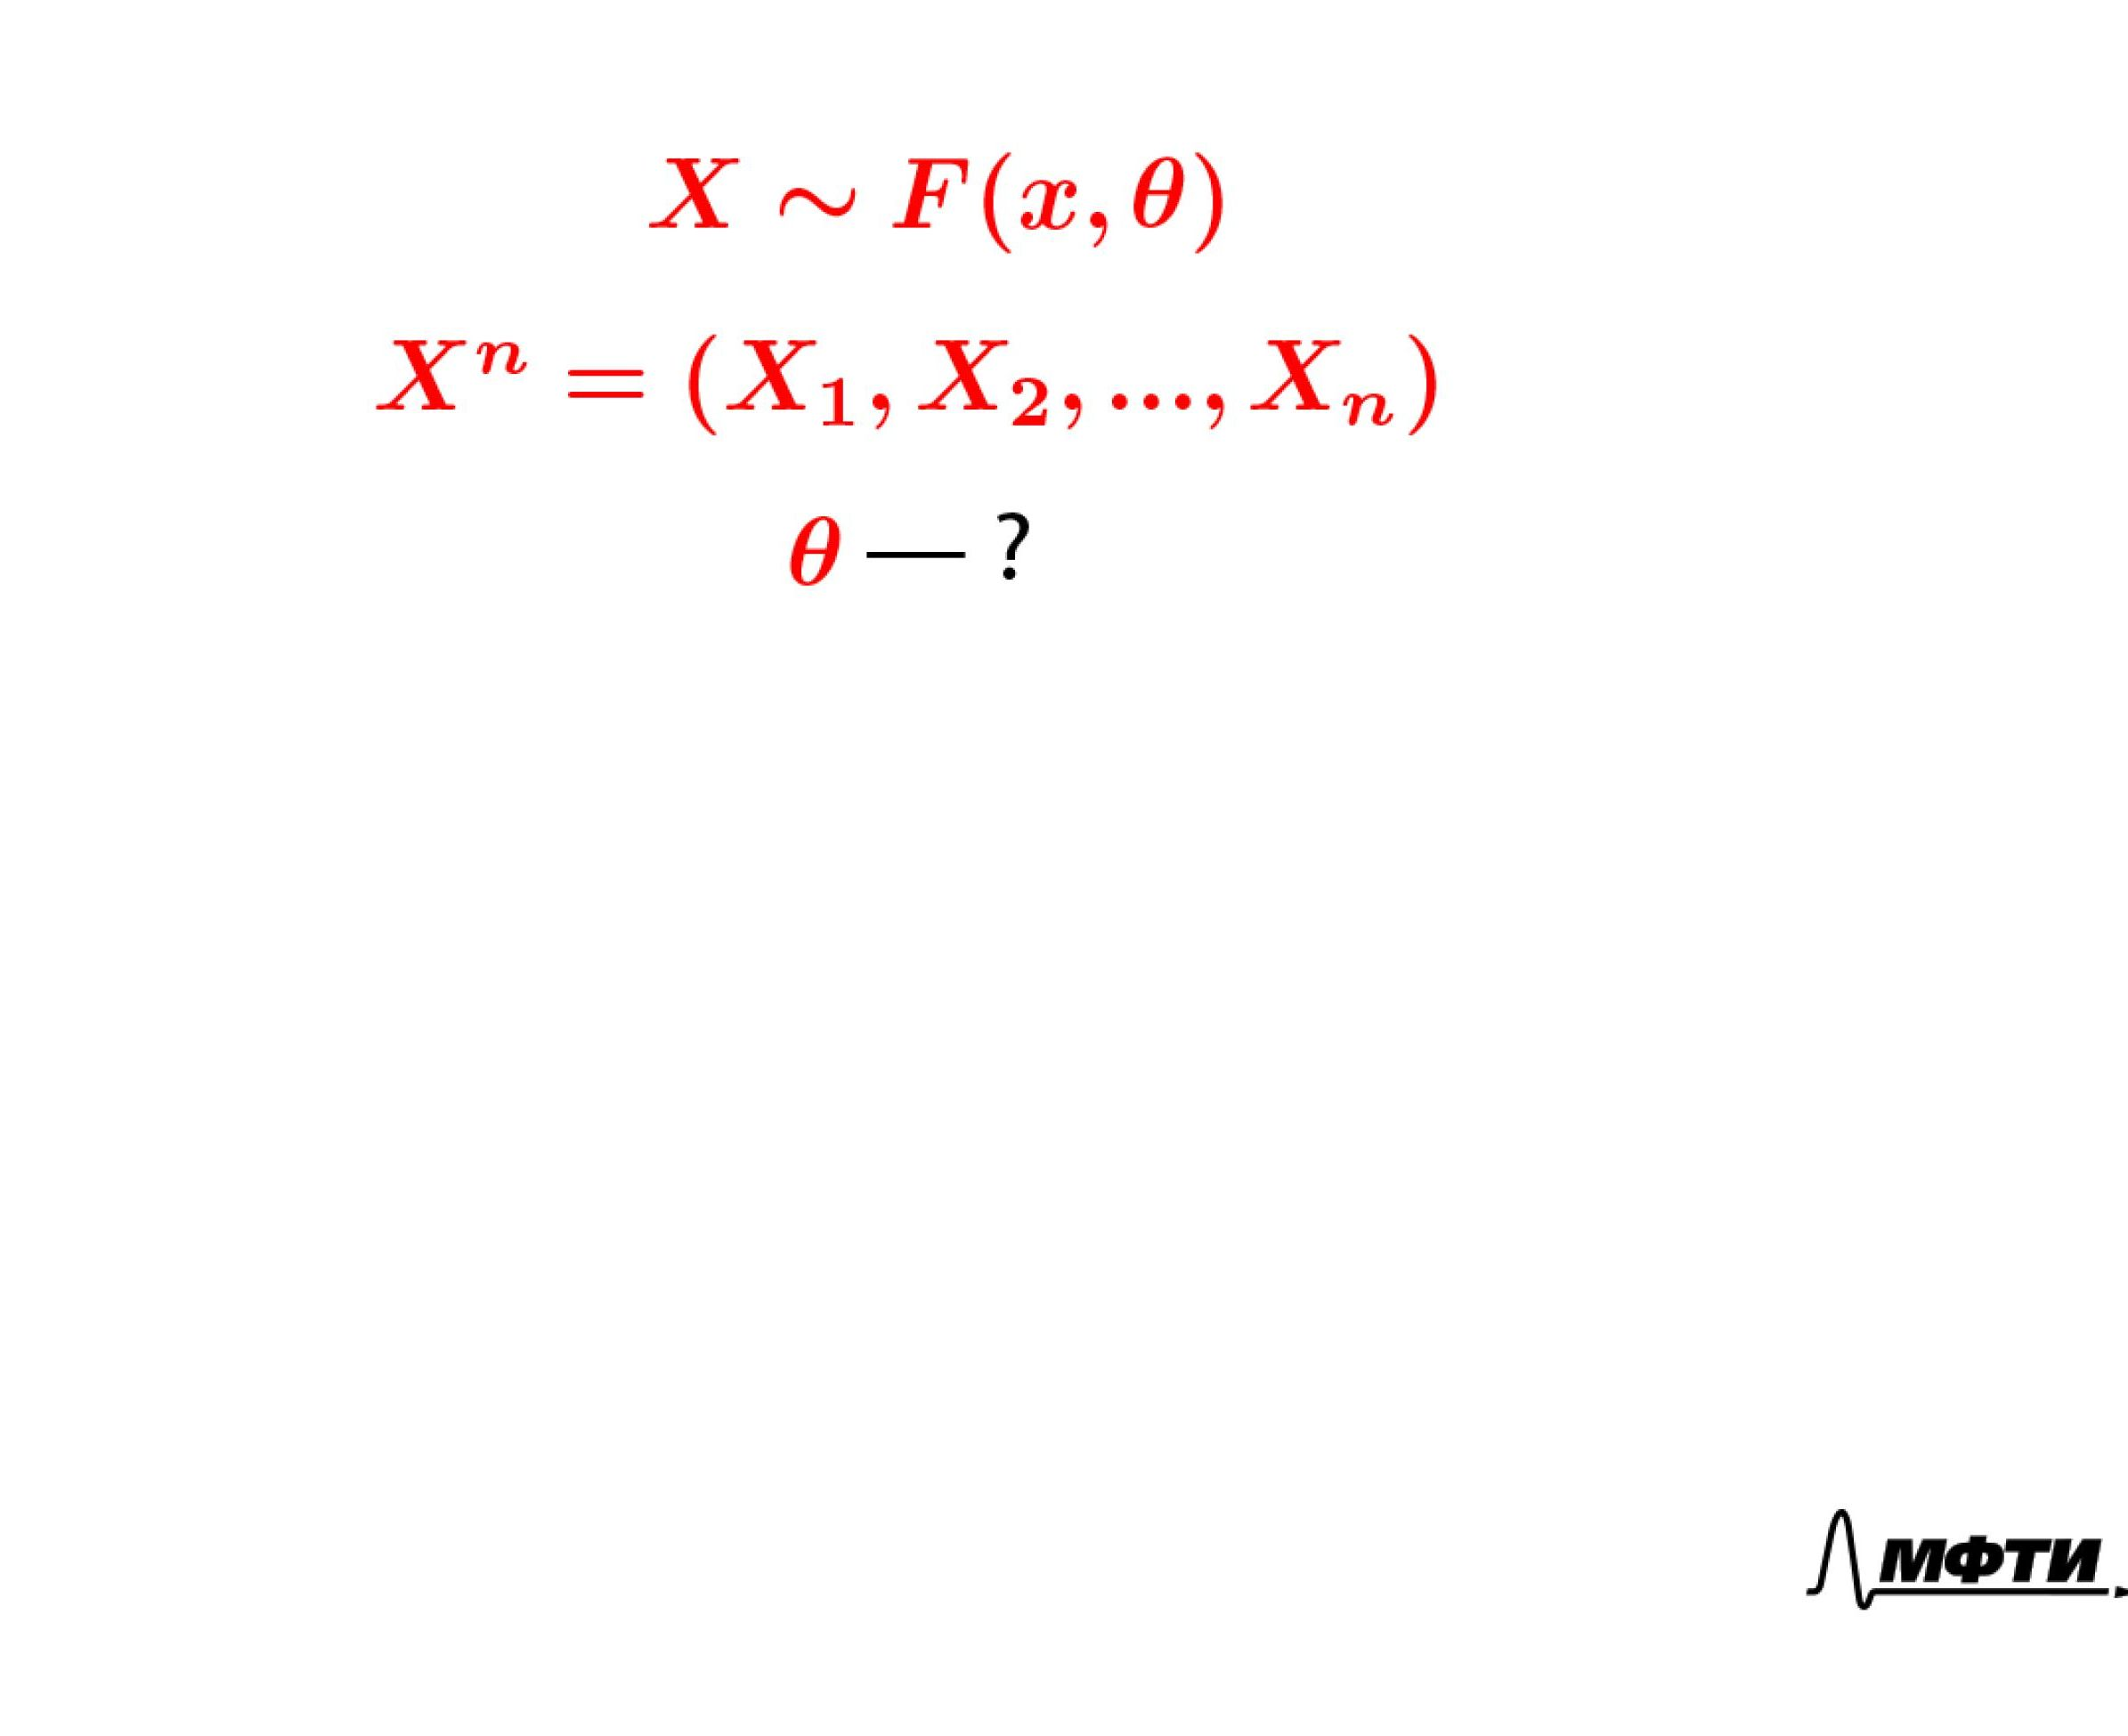 X ∼ F(x, θ)
Xⁿ = (X₁, X₂, ..., Xₙ)
θ — ?
МФТИ